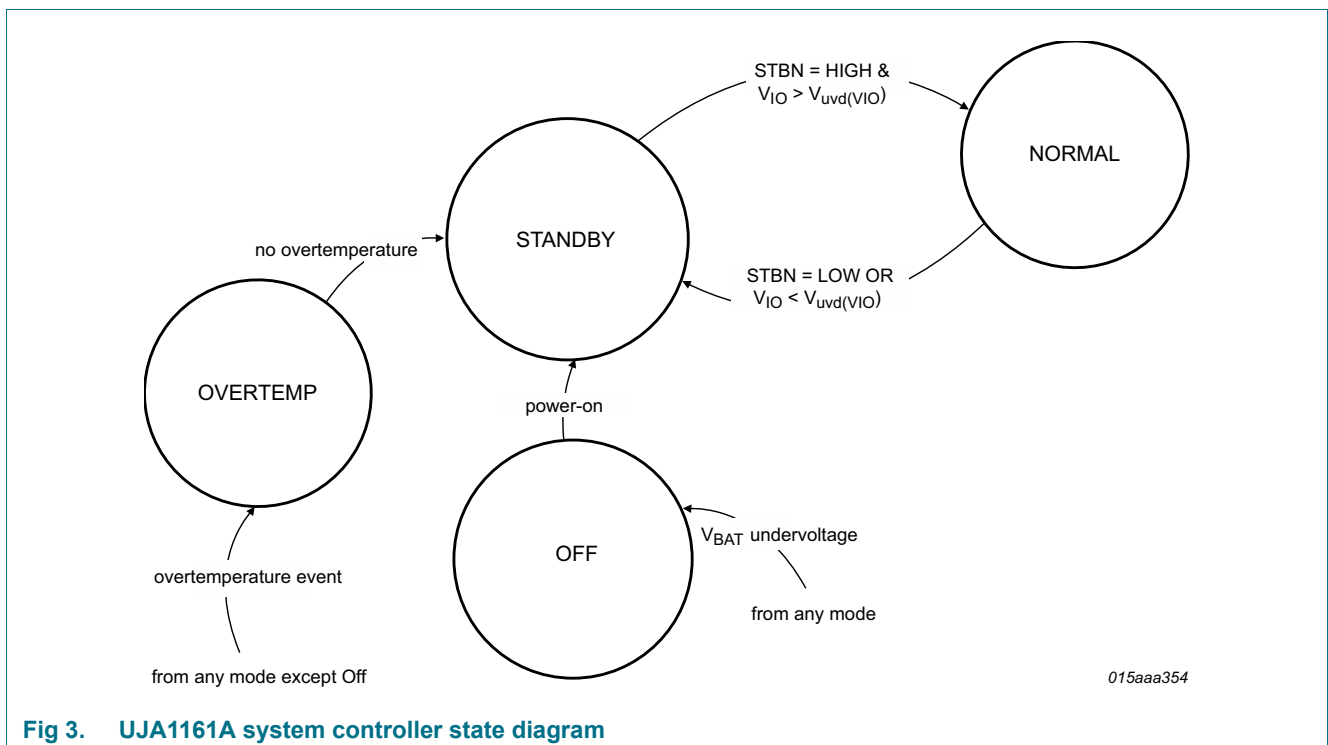 STBN = HIGH &
VIO > Vuvd(VIO)
NORMAL
STANDBY
no overtemperature
STBN = LOW OR
VIO < Vuvd(VIO)
OVERTEMP
power-on
VBAT undervoltage
OFF
overtemperature event
from any mode
from any mode except Off
015aaa354
Fig 3. UJA1161A system controller state diagram